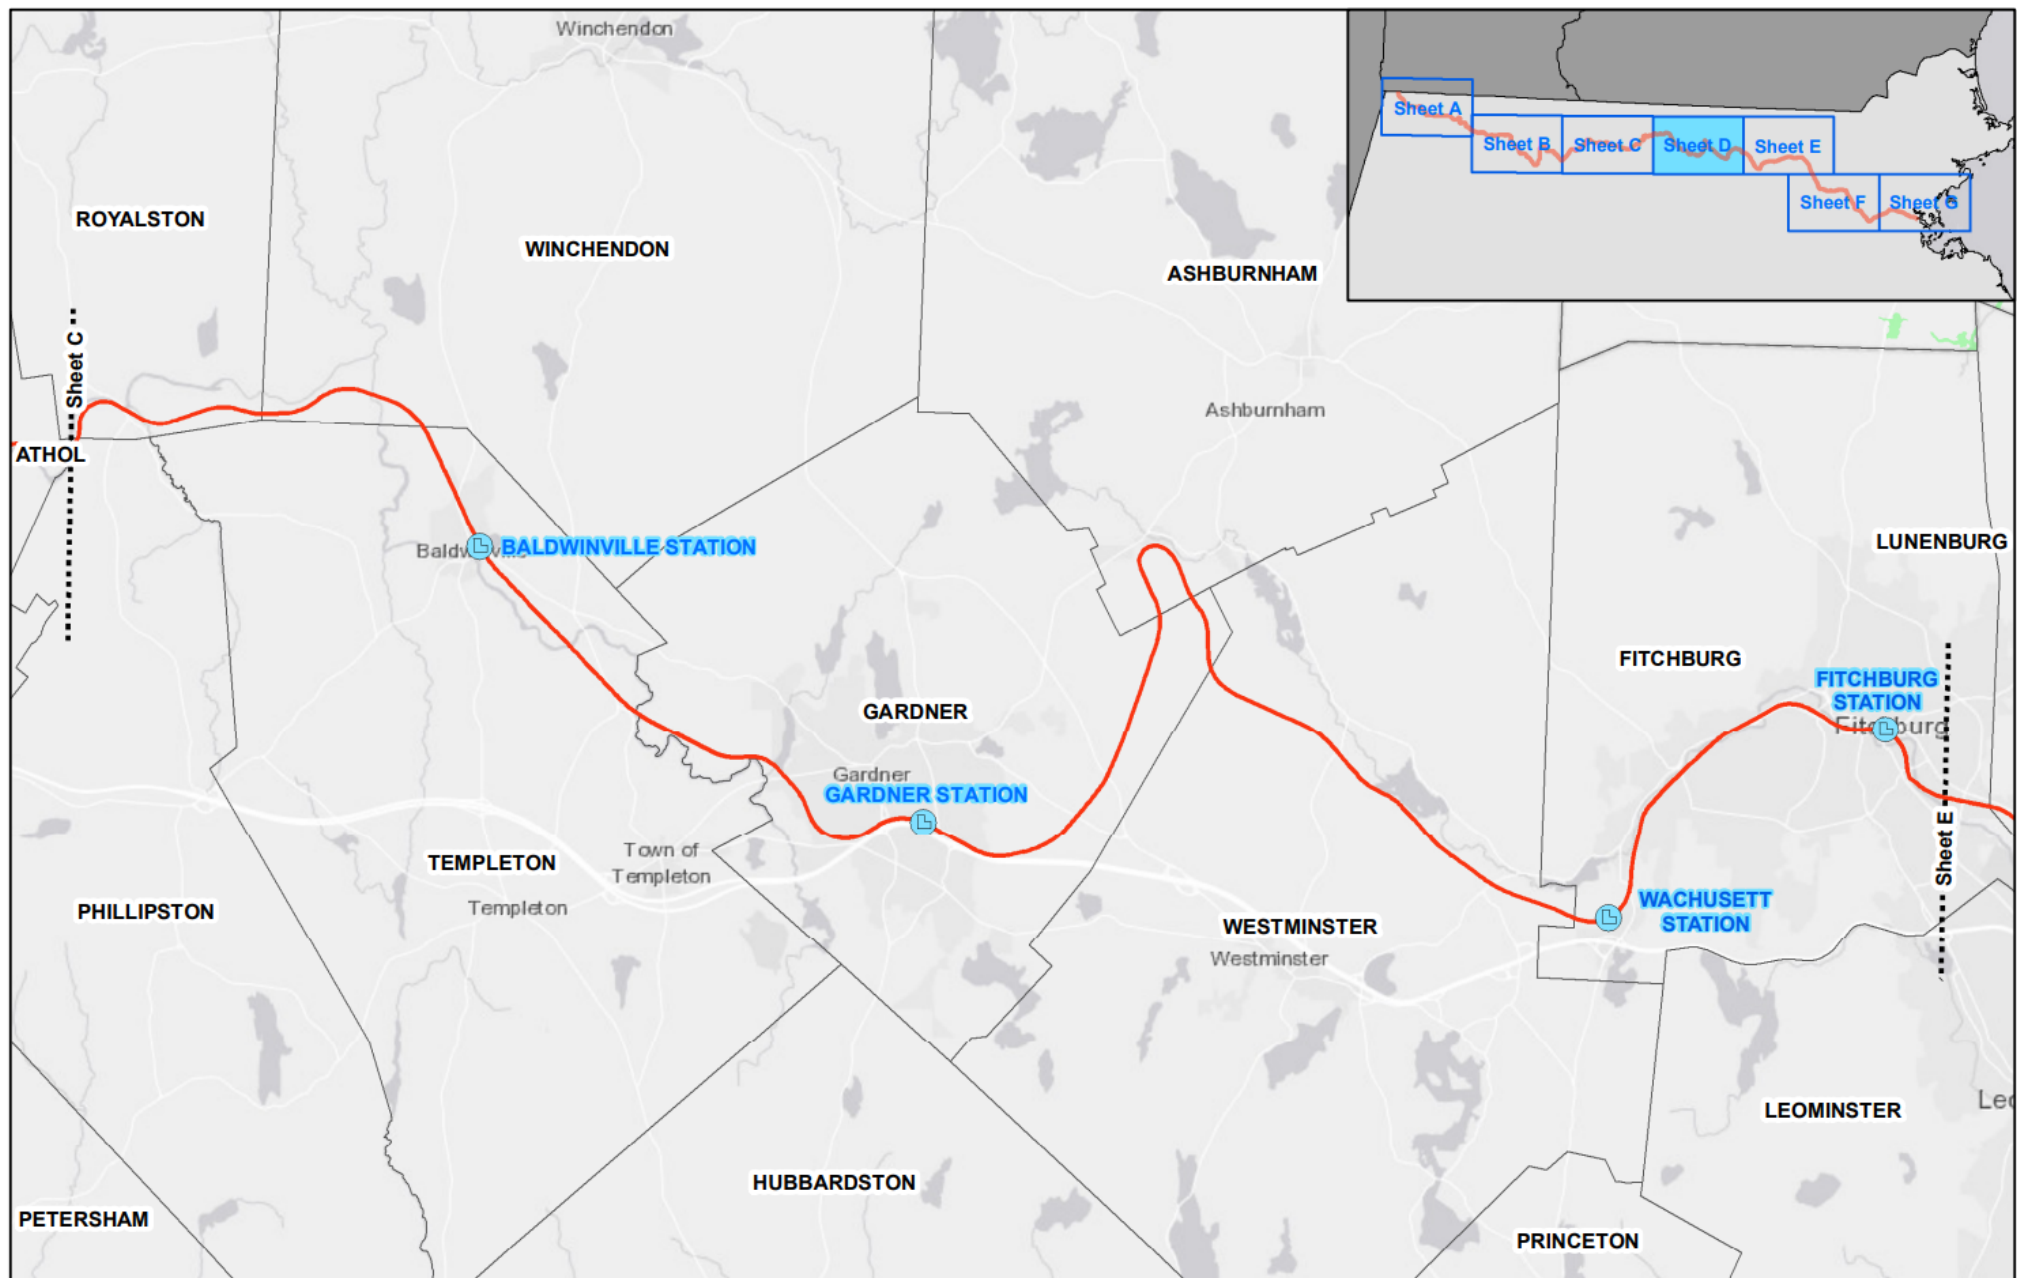 Winchendon
Sheet A
Sheet B
Sheet C
Sheet D
Sheet E
Sheet F
Sheet G
ROYALSTON
WINCHENDON
ASHBURNHAM
Sheet C
Ashburnham
ATHOL
BALDWINVILLE STATION
LUNENBURG
FITCHBURG
FITCHBURG
STATION
GARDNER
Gardner
GARDNER STATION
Town of
Templeton
TEMPLETON
Templeton
Sheet E
PHILLIPSTON
WACHUSETT
STATION
WESTMINSTER
Westminster
LEOMINSTER
HUBBARDSTON
PETERSHAM
PRINCETON